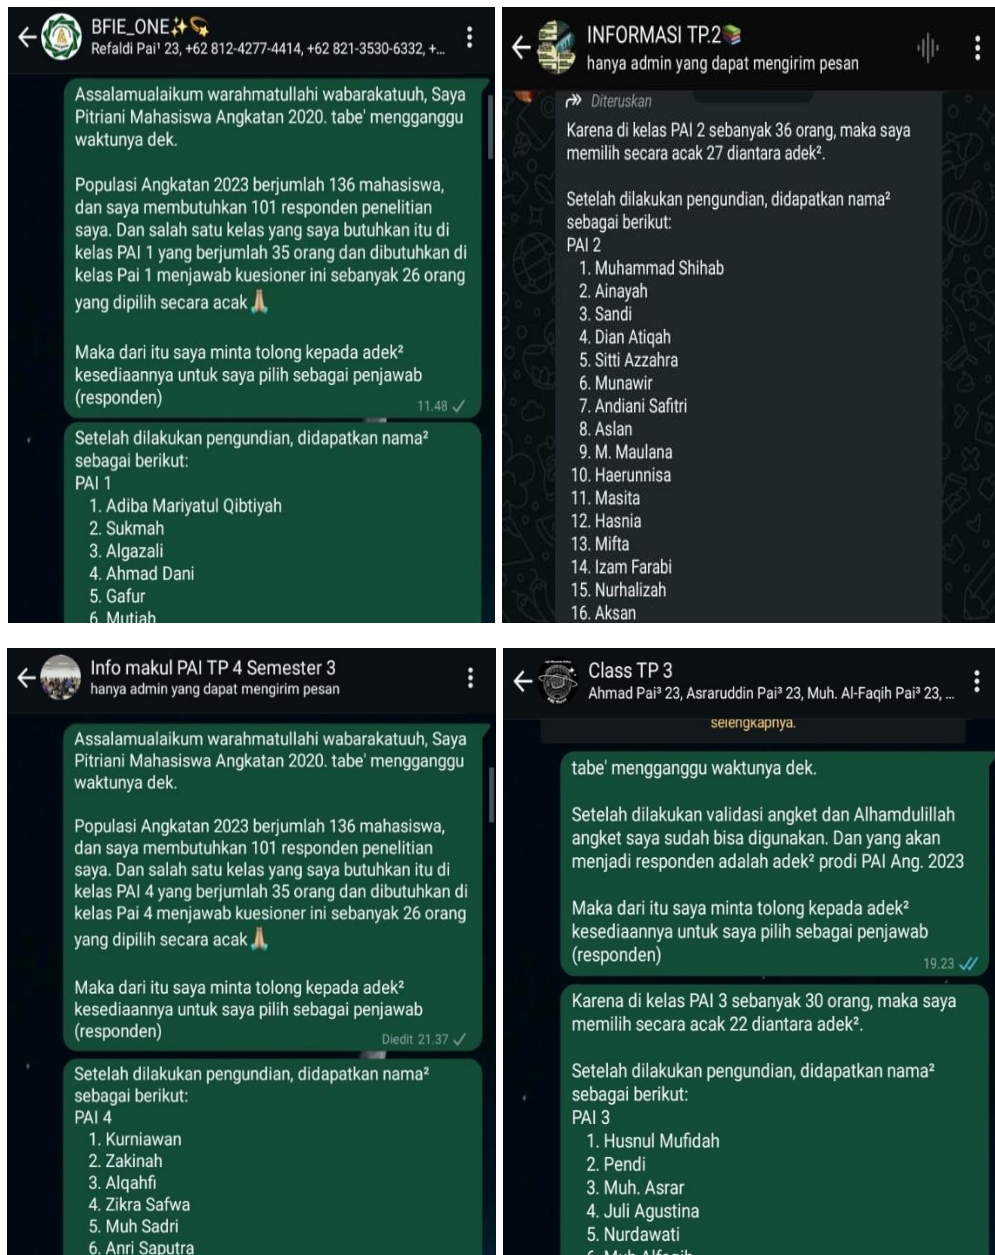 BFIE_ONE✨💫
Refaldi Pai¹ 23, +62 812-4277-4414, +62 821-3530-6332, +...
Assalamualaikum warahmatullahi wabarakatuuh, Saya
Pitriani Mahasiswa Angkatan 2020. tabe' mengganggu
waktunya dek.
Populasi Angkatan 2023 berjumlah 136 mahasiswa,
dan saya membutuhkan 101 responden penelitian
saya. Dan salah satu kelas yang saya butuhkan itu di
kelas PAI 1 yang berjumlah 35 orang dan dibutuhkan di
kelas Pai 1 menjawab kuesioner ini sebanyak 26 orang
yang dipilih secara acak 🙏🏼
Maka dari itu saya minta tolong kepada adek²
kesediaannya untuk saya pilih sebagai penjawab
(responden)
11.48
Setelah dilakukan pengundian, didapatkan nama²
sebagai berikut:
PAI 1
1. Adiba Mariyatul Qibtiyah
2. Sukmah
3. Algazali
4. Ahmad Dani
5. Gafur
6. Mutiah
INFORMASI TP.2📚
hanya admin yang dapat mengirim pesan
Diteruskan
Karena di kelas PAI 2 sebanyak 36 orang, maka saya
memilih secara acak 27 diantara adek².
Setelah dilakukan pengundian, didapatkan nama²
sebagai berikut:
PAI 2
1. Muhammad Shihab
2. Ainayah
3. Sandi
4. Dian Atiqah
5. Sitti Azzahra
6. Munawir
7. Andiani Safitri
8. Aslan
9. M. Maulana
10. Haerunnisa
11. Masita
12. Hasnia
13. Mifta
14. Izam Farabi
15. Nurhalizah
16. Aksan
Info makul PAI TP 4 Semester 3
hanya admin yang dapat mengirim pesan
Assalamualaikum warahmatullahi wabarakatuuh, Saya
Pitriani Mahasiswa Angkatan 2020. tabe' mengganggu
waktunya dek.
Populasi Angkatan 2023 berjumlah 136 mahasiswa,
dan saya membutuhkan 101 responden penelitian
saya. Dan salah satu kelas yang saya butuhkan itu di
kelas PAI 4 yang berjumlah 35 orang dan dibutuhkan di
kelas Pai 4 menjawab kuesioner ini sebanyak 26 orang
yang dipilih secara acak 🙏🏼
Maka dari itu saya minta tolong kepada adek²
kesediaannya untuk saya pilih sebagai penjawab
(responden)
Diedit 21.37
Setelah dilakukan pengundian, didapatkan nama²
sebagai berikut:
PAI 4
1. Kurniawan
2. Zakinah
3. Alqahfi
4. Zikra Safwa
5. Muh Sadri
6. Anri Saputra
Class TP 3
Ahmad Pai³ 23, Asraruddin Pai³ 23, Muh. Al-Faqih Pai³ 23, ...
selengkapnya.
tabe' mengganggu waktunya dek.
Setelah dilakukan validasi angket dan Alhamdulillah
angket saya sudah bisa digunakan. Dan yang akan
menjadi responden adalah adek² prodi PAI Ang. 2023
Maka dari itu saya minta tolong kepada adek²
kesediaannya untuk saya pilih sebagai penjawab
(responden)
19.23
Karena di kelas PAI 3 sebanyak 30 orang, maka saya
memilih secara acak 22 diantara adek².
Setelah dilakukan pengundian, didapatkan nama²
sebagai berikut:
PAI 3
1. Husnul Mufidah
2. Pendi
3. Muh. Asrar
4. Juli Agustina
5. Nurdawati